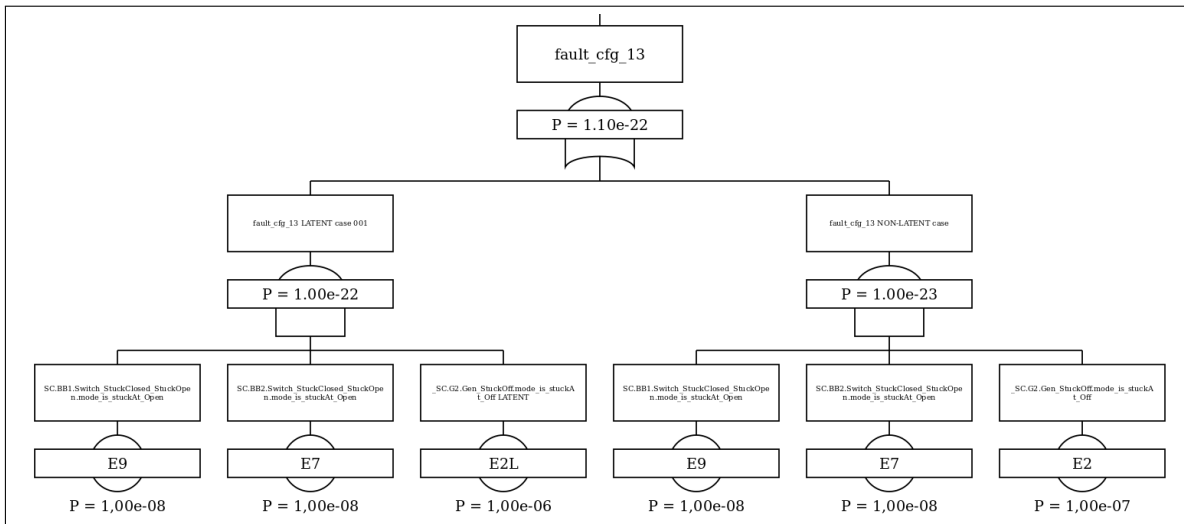 fault_cfg_13
P = 1.10e-22
fault_cfg_13 LATENT case 001
fault_cfg_13 NON-LATENT case
P = 1.00e-22
P = 1.00e-23
SC.BB1.Switch_StuckClosed_StuckOpe
n.mode_is_stuckAt_Open
SC.BB2.Switch_StuckClosed_StuckOpe
n.mode_is_stuckAt_Open
_SC.G2.Gen_StuckOff.mode_is_stuckA
t_Off LATENT
SC.BB1.Switch_StuckClosed_StuckOpe
n.mode_is_stuckAt_Open
SC.BB2.Switch_StuckClosed_StuckOpe
n.mode_is_stuckAt_Open
_SC.G2.Gen_StuckOff.mode_is_stuckA
t_Off
E9
E7
E2L
E9
E7
E2
P = 1,00e-08
P = 1,00e-08
P = 1,00e-06
P = 1,00e-08
P = 1,00e-08
P = 1,00e-07